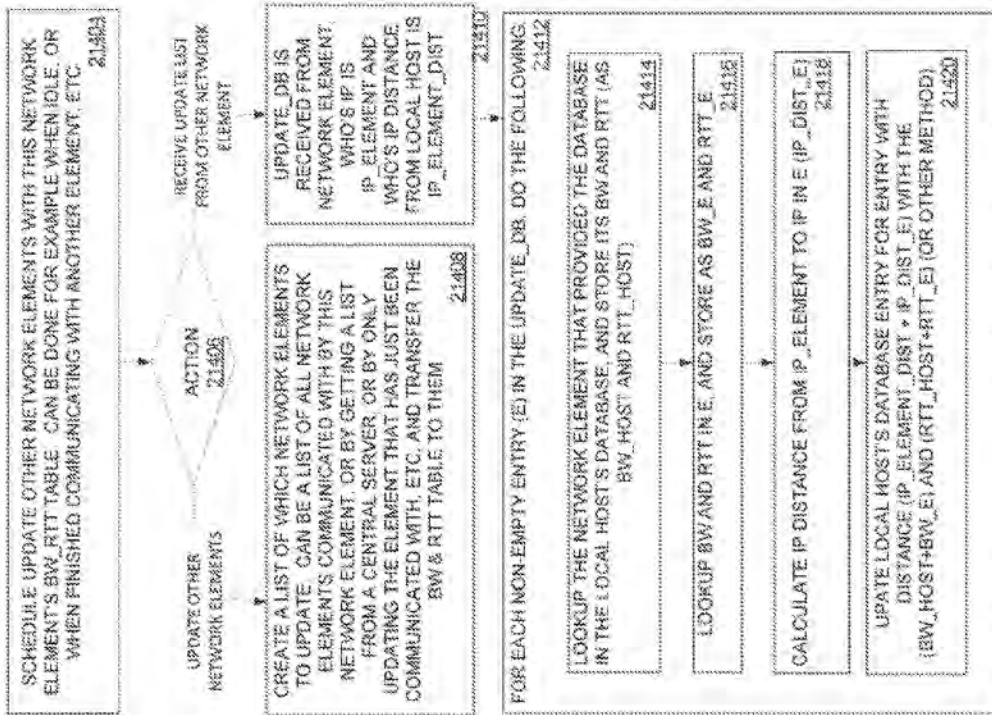 SCHEDULE UPDATE OTHER NETWORK ELEMENTS WITH THIS NETWORK
ELEMENT'S BW_RTT TABLE. CAN BE DONE FOR EXAMPLE WHEN IDLE, OR
WHEN FINISHED COMMUNICATING WITH ANOTHER ELEMENT, ETC.
21404
ACTION
21406
UPDATE OTHER
NETWORK ELEMENTS
RECEIVE UPDATE LIST
FROM OTHER NETWORK
ELEMENT
CREATE A LIST OF WHICH NETWORK ELEMENTS
TO UPDATE. CAN BE A LIST OF ALL NETWORK
ELEMENTS COMMUNICATED WITH BY THIS
NETWORK ELEMENT, OR BY GETTING A LIST
FROM A CENTRAL SERVER, OR BY ONLY
UPDATING THE ELEMENT THAT HAS JUST BEEN
COMMUNICATED WITH, ETC, AND TRANSFER THE
BW & RTT TABLE TO THEM
21408
UPDATE_DB IS
RECEIVED FROM
NETWORK ELEMENT
WHO'S IP IS
IP_ELEMENT AND
WHO'S IP DISTANCE
FROM LOCAL HOST IS
IP_ELEMENT_DIST
21410
FOR EACH NON-EMPTY ENTRY (E) IN THE UPDATE_DB, DO THE FOLLOWING:
21412
LOOKUP THE NETWORK ELEMENT THAT PROVIDED THE DATABASE
IN THE LOCAL HOST'S DATABASE, AND STORE ITS BW AND RTT (AS
BW_HOST AND RTT_HOST)
21414
LOOKUP BW AND RTT IN E, AND STORE AS BW_E AND RTT_E.
21416
CALCULATE IP DISTANCE FROM IP_ELEMENT TO IP IN E (IP_DIST_E)
21418
UPATE LOCAL HOST'S DATABASE ENTRY FOR ENTRY WITH
DISTANCE (IP_ELEMENT_DIST + IP_DIST_E) WITH THE
(BW_HOST+BW_E) AND (RTT_HOST+RTT_E) (OR OTHER METHOD).
21420